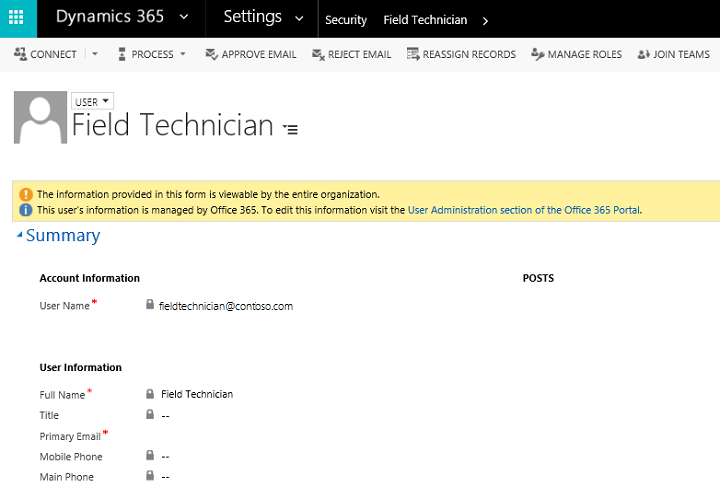 Dynamics 365 Settings Security Field Technician
CONNECT PROCESS APPROVE EMAIL REJECT EMAIL REASSIGN RECORDS MANAGE ROLES JOIN TEAMS
USER
Field Technician
The information provided in this form is viewable by the entire organization.
This user's information is managed by Office 365. To edit this information visit the User Administration section of the Office 365 Portal.
Summary
Account Information POSTS
User Name* fieldtechnician@contoso.com
User Information
Full Name* Field Technician
Title --
Primary Email*
Mobile Phone --
Main Phone --